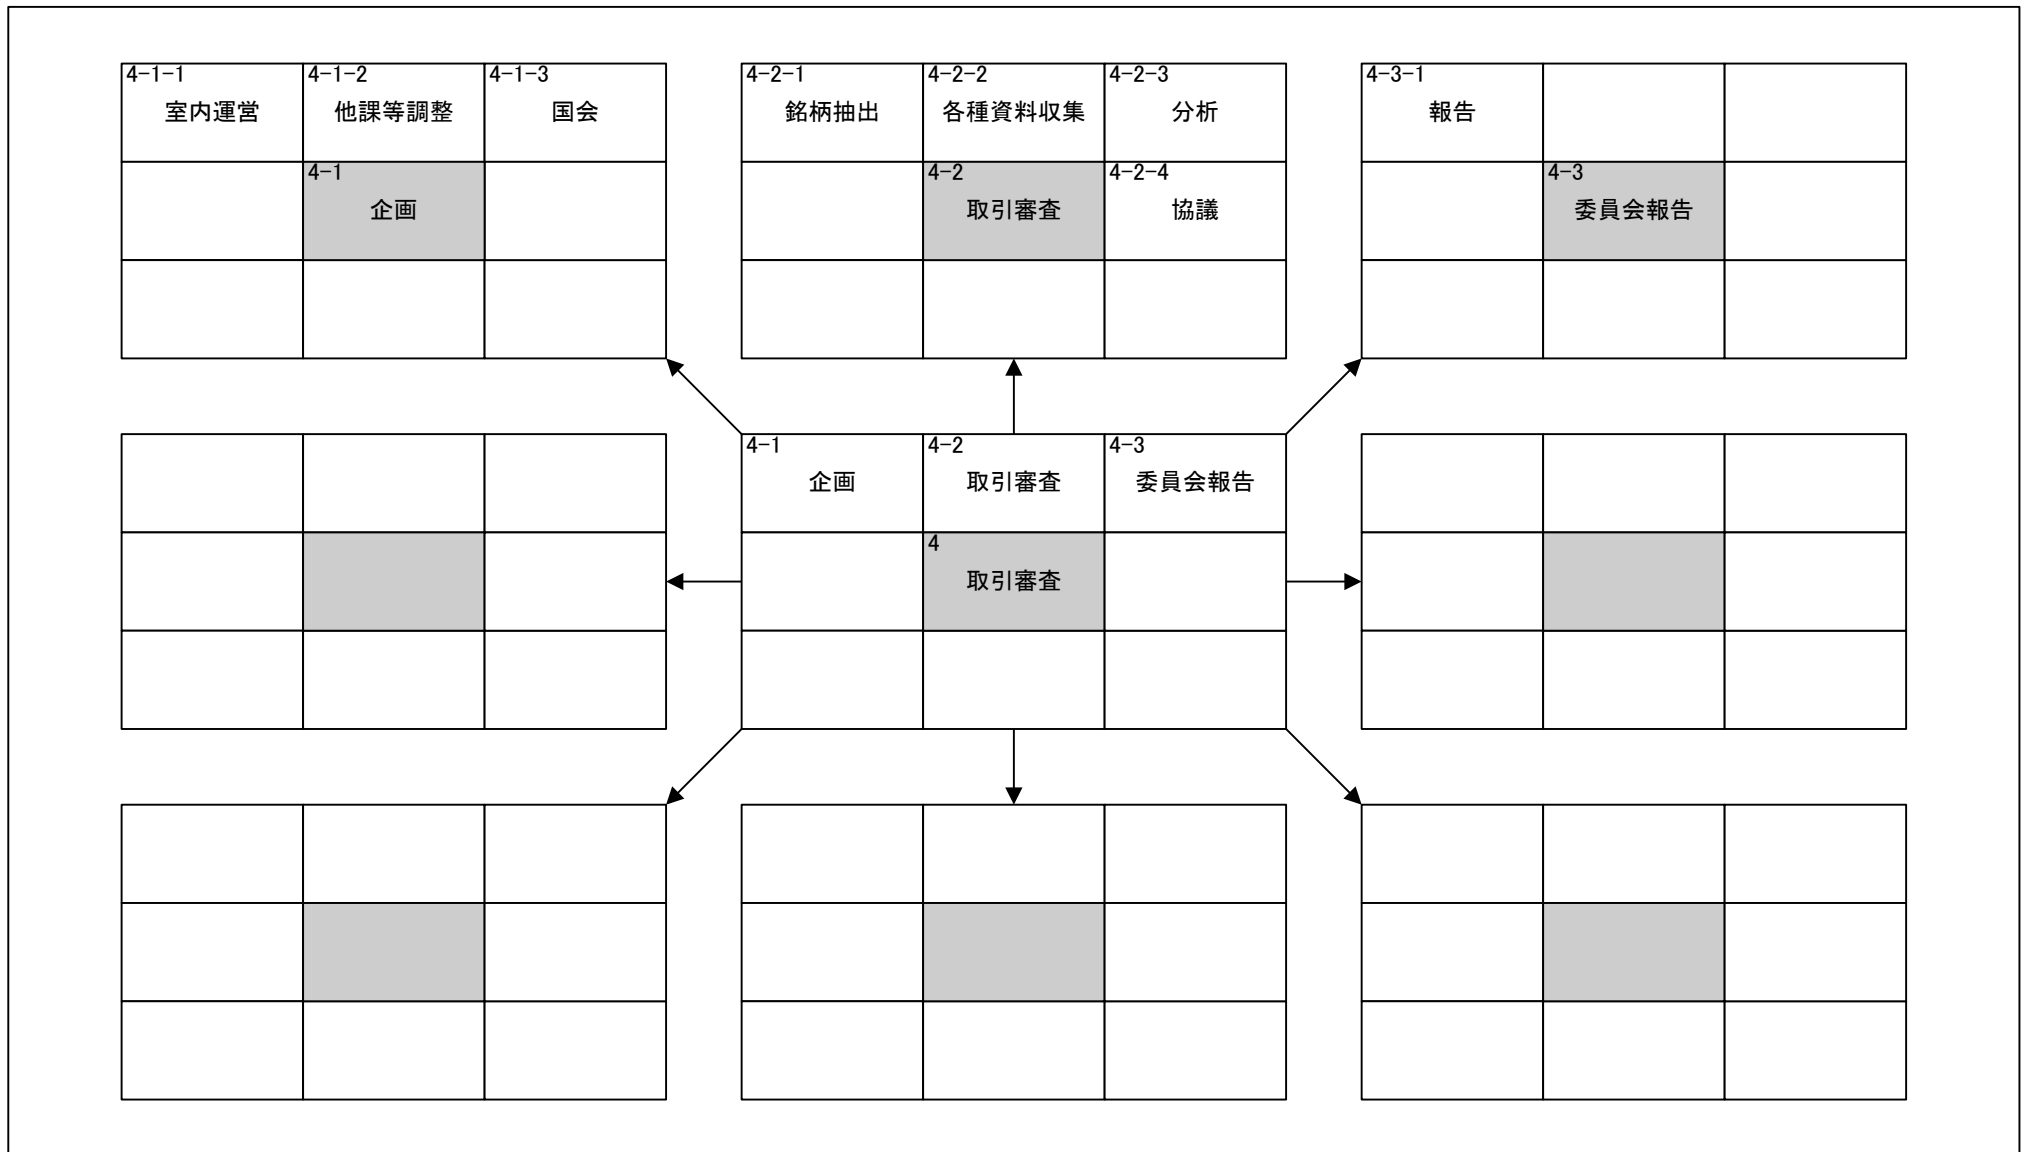 4-1-1
室内運営
4-1-2
他課等調整
4-1-3
国会
4-1
企画
4-2-1
銘柄抽出
4-2-2
各種資料収集
4-2-3
分析
4-2
取引審査
4-2-4
協議
4-3-1
報告
4-3
委員会報告
4-1
企画
4-2
取引審査
4-3
委員会報告
4
取引審査